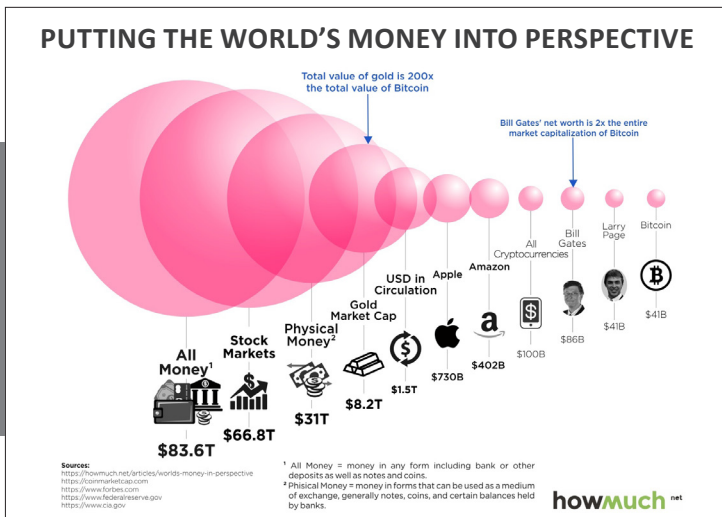 PUTTING THE WORLD'S MONEY INTO PERSPECTIVE
Total value of gold is 200x
the total value of Bitcoin
Bill Gates' net worth is 2x the entire
market capitalization of Bitcoin
All
Money¹
$83.6T
Stock
Markets
$66.8T
Physical
Money²
$31T
Gold
Market Cap
$8.2T
USD in
Circulation
$
$1.5T
Apple
$730B
Amazon
a
$402B
All
Cryptocurrencies
$
$100B
Bill
Gates
$86B
Larry
Page
$41B
Bitcoin
₿
$41B
Sources:
https://howmuch.net/articles/worlds-money-in-perspective
https://coinmarketcap.com
https://www.forbes.com
https://www.federalreserve.gov
https://www.cia.gov
¹ All Money = money in any form including bank or other
deposits as well as notes and coins.
² Phisical Money = money in forms that can be used as a medium
of exchange, generally notes, coins, and certain balances held
by banks.
howmuch net